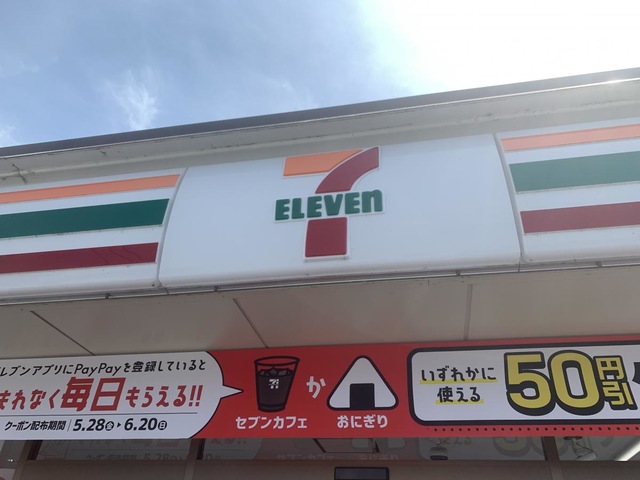 7
ELEVEN
レブンアプリにPayPayを登録していると
もれなく毎日もらえる!!
クーポン配布期間 5.28㊎▶6.20㊐
セブンカフェ
か
おにぎり
いずれかに
使える
50円引